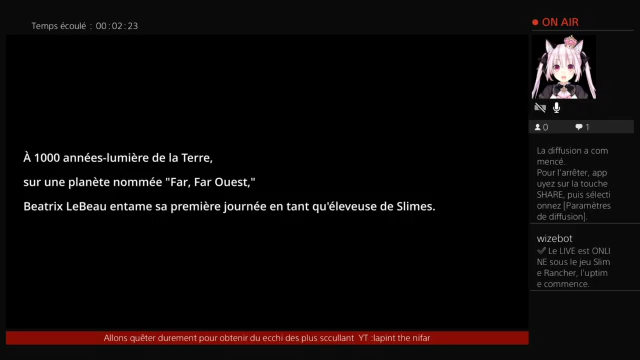 Temps écoulé : 00:02:23
ON AIR
0 1
À 1000 années-lumière de la Terre,
sur une planète nommée "Far, Far Ouest,"
Beatrix LeBeau entame sa première journée en tant qu'éleveuse de Slimes.
La diffusion a com
mencé.
Pour l'arrêter, app
uyez sur la touche
SHARE, puis sélecti
onnez [Paramètres
de diffusion].
wizebot
Le LIVE est ONLI
NE sous le jeu Slim
e Rancher, l'uptim
e commence.
Allons quêter durement pour obtenir du ecchi des plus sccullant YT :lapint the nifar